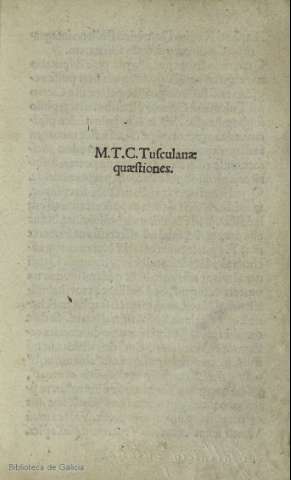 M. T. C. Tuſculanæ
quæſtiones.
Biblioteca de Galicia